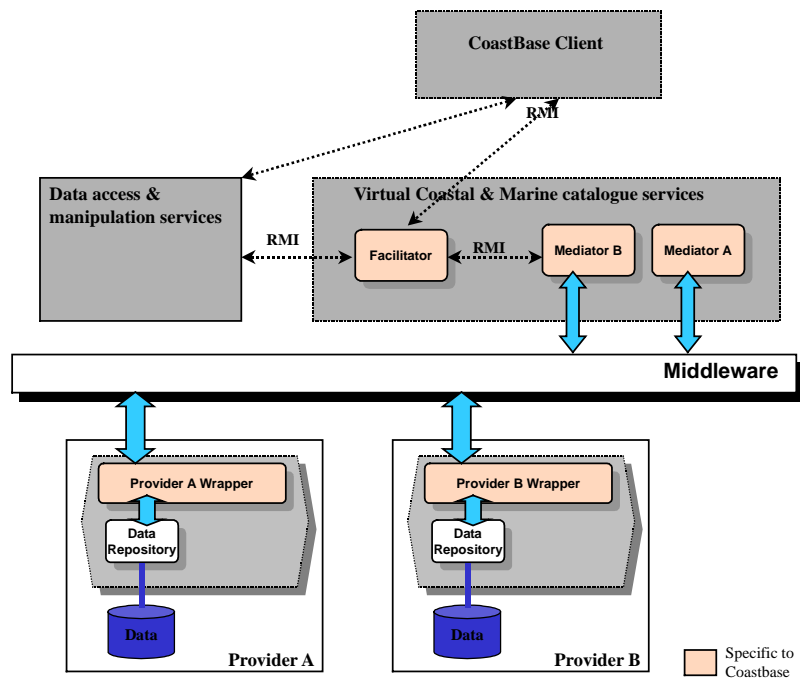 CoastBase Client
RMI
Data access &
manipulation services
Virtual Coastal & Marine catalogue services
RMI
Facilitator
RMI
Mediator B
Mediator A
Middleware
Provider A Wrapper
Data
Repository
Data
Provider A
Provider B Wrapper
Data
Repository
Data
Provider B
Specific to
Coastbase